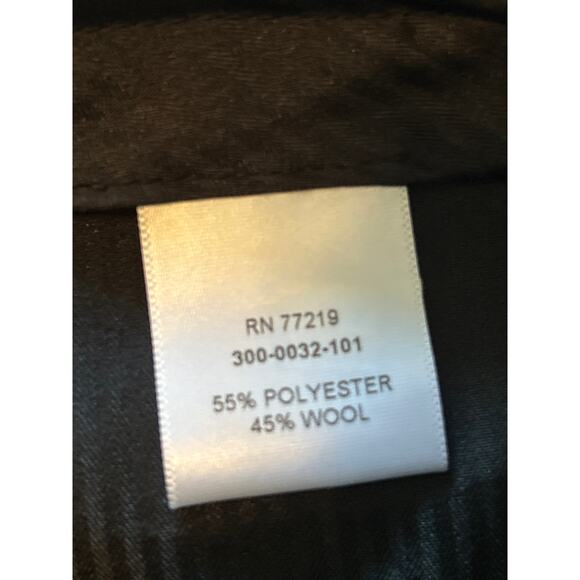 RN 77219
300-0032-101
55% POLYESTER
45% WOOL